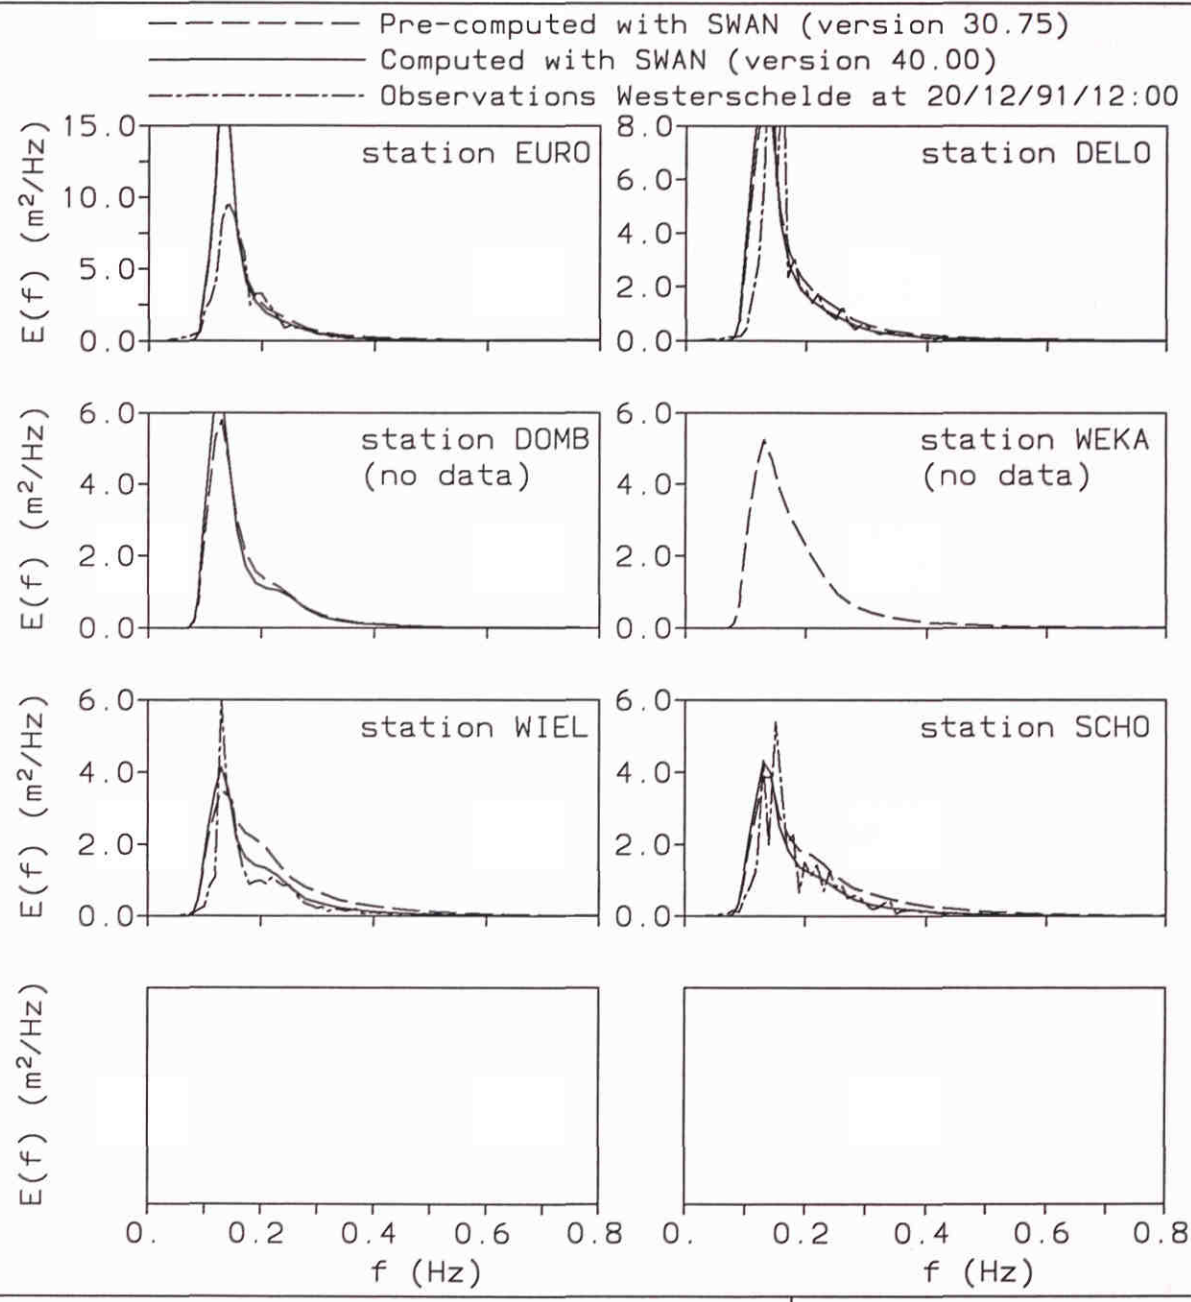 Pre-computed with SWAN (version 30.75)
Computed with SWAN (version 40.00)
Observations Westerschelde at 20/12/91/12:00
E(f) (m²/Hz)
15.0
10.0
5.0
0.0
station EURO
8.0
6.0
4.0
2.0
0.0
station DELO
E(f) (m²/Hz)
6.0
4.0
2.0
0.0
station DOMB
(no data)
6.0
4.0
2.0
0.0
station WEKA
(no data)
E(f) (m²/Hz)
6.0
4.0
2.0
0.0
station WIEL
6.0
4.0
2.0
0.0
station SCHO
E(f) (m²/Hz)
0. 0.2 0.4 0.6 0.8
f (Hz)
0. 0.2 0.4 0.6 0.8
f (Hz)